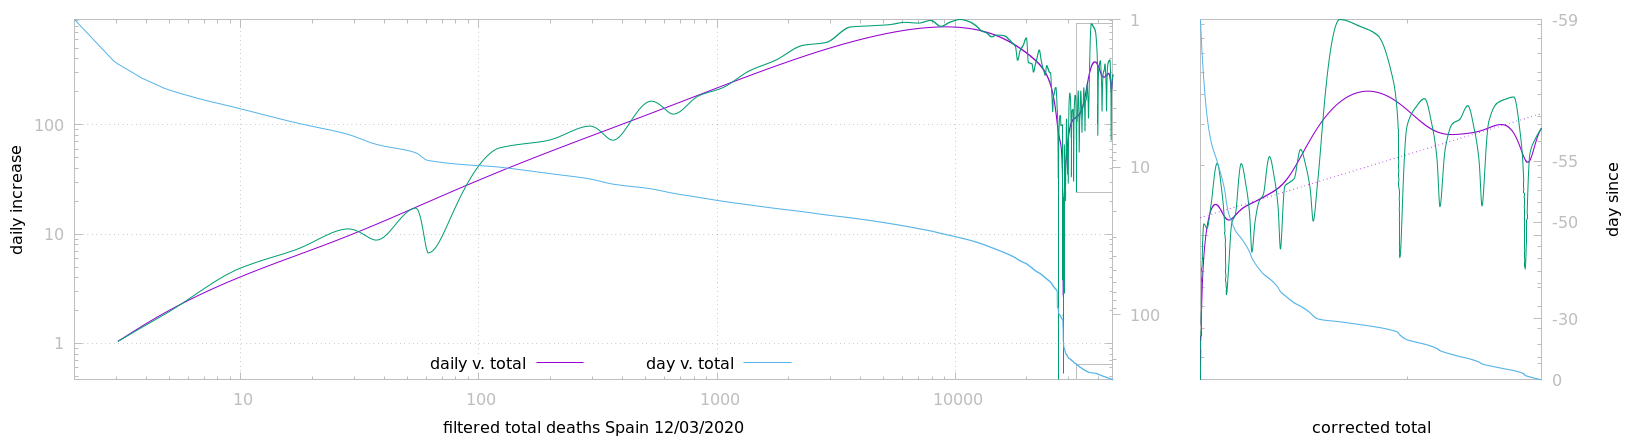 daily increase
100
10
1
10
100
1000
10000
filtered total deaths Spain 12/03/2020
daily v. total
day v. total
1
10
100
-59
-55
-50
-30
0
day since
corrected total